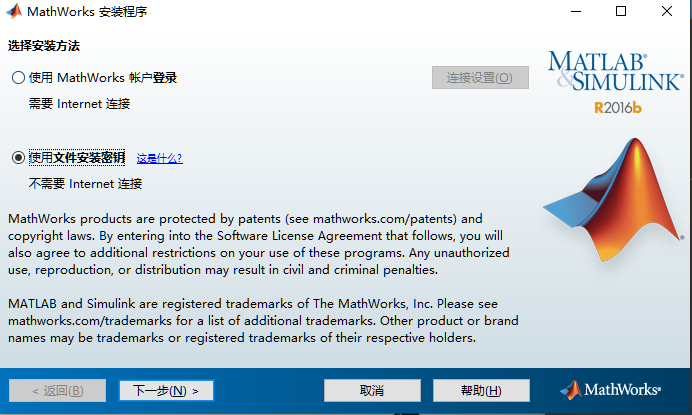 MathWorks 安装程序
选择安装方法
使用 MathWorks 帐户登录
连接设置(O)
需要 Internet 连接
使用文件安装密钥 这是什么?
不需要 Internet 连接
MATLAB®
&SIMULINK®
R2016b
MathWorks products are protected by patents (see mathworks.com/patents) and
copyright laws. By entering into the Software License Agreement that follows, you will
also agree to additional restrictions on your use of these programs. Any unauthorized
use, reproduction, or distribution may result in civil and criminal penalties.
MATLAB and Simulink are registered trademarks of The MathWorks, Inc. Please see
mathworks.com/trademarks for a list of additional trademarks. Other product or brand
names may be trademarks or registered trademarks of their respective holders.
< 返回(B) 下一步(N) > 取消 帮助(H) MathWorks®